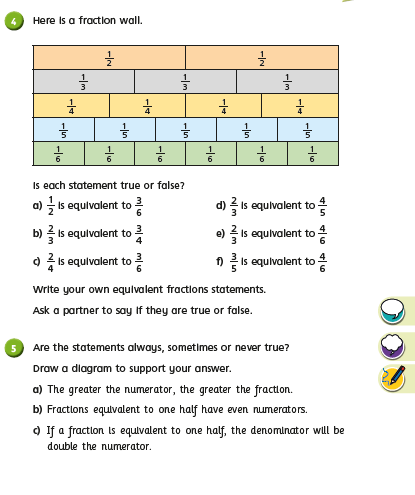 4 Here is a fraction wall.
1/2 1/2
1/3 1/3 1/3
1/4 1/4 1/4 1/4
1/5 1/5 1/5 1/5 1/5
1/6 1/6 1/6 1/6 1/6 1/6
Is each statement true or false?
a) 1/2 is equivalent to 3/6
d) 2/3 is equivalent to 4/5
b) 2/3 is equivalent to 3/4
e) 2/3 is equivalent to 4/6
c) 2/4 is equivalent to 3/6
f) 3/5 is equivalent to 4/6
Write your own equivalent fractions statements.
Ask a partner to say if they are true or false.
5 Are the statements always, sometimes or never true?
Draw a diagram to support your answer.
a) The greater the numerator, the greater the fraction.
b) Fractions equivalent to one half have even numerators.
c) If a fraction is equivalent to one half, the denominator will be
double the numerator.